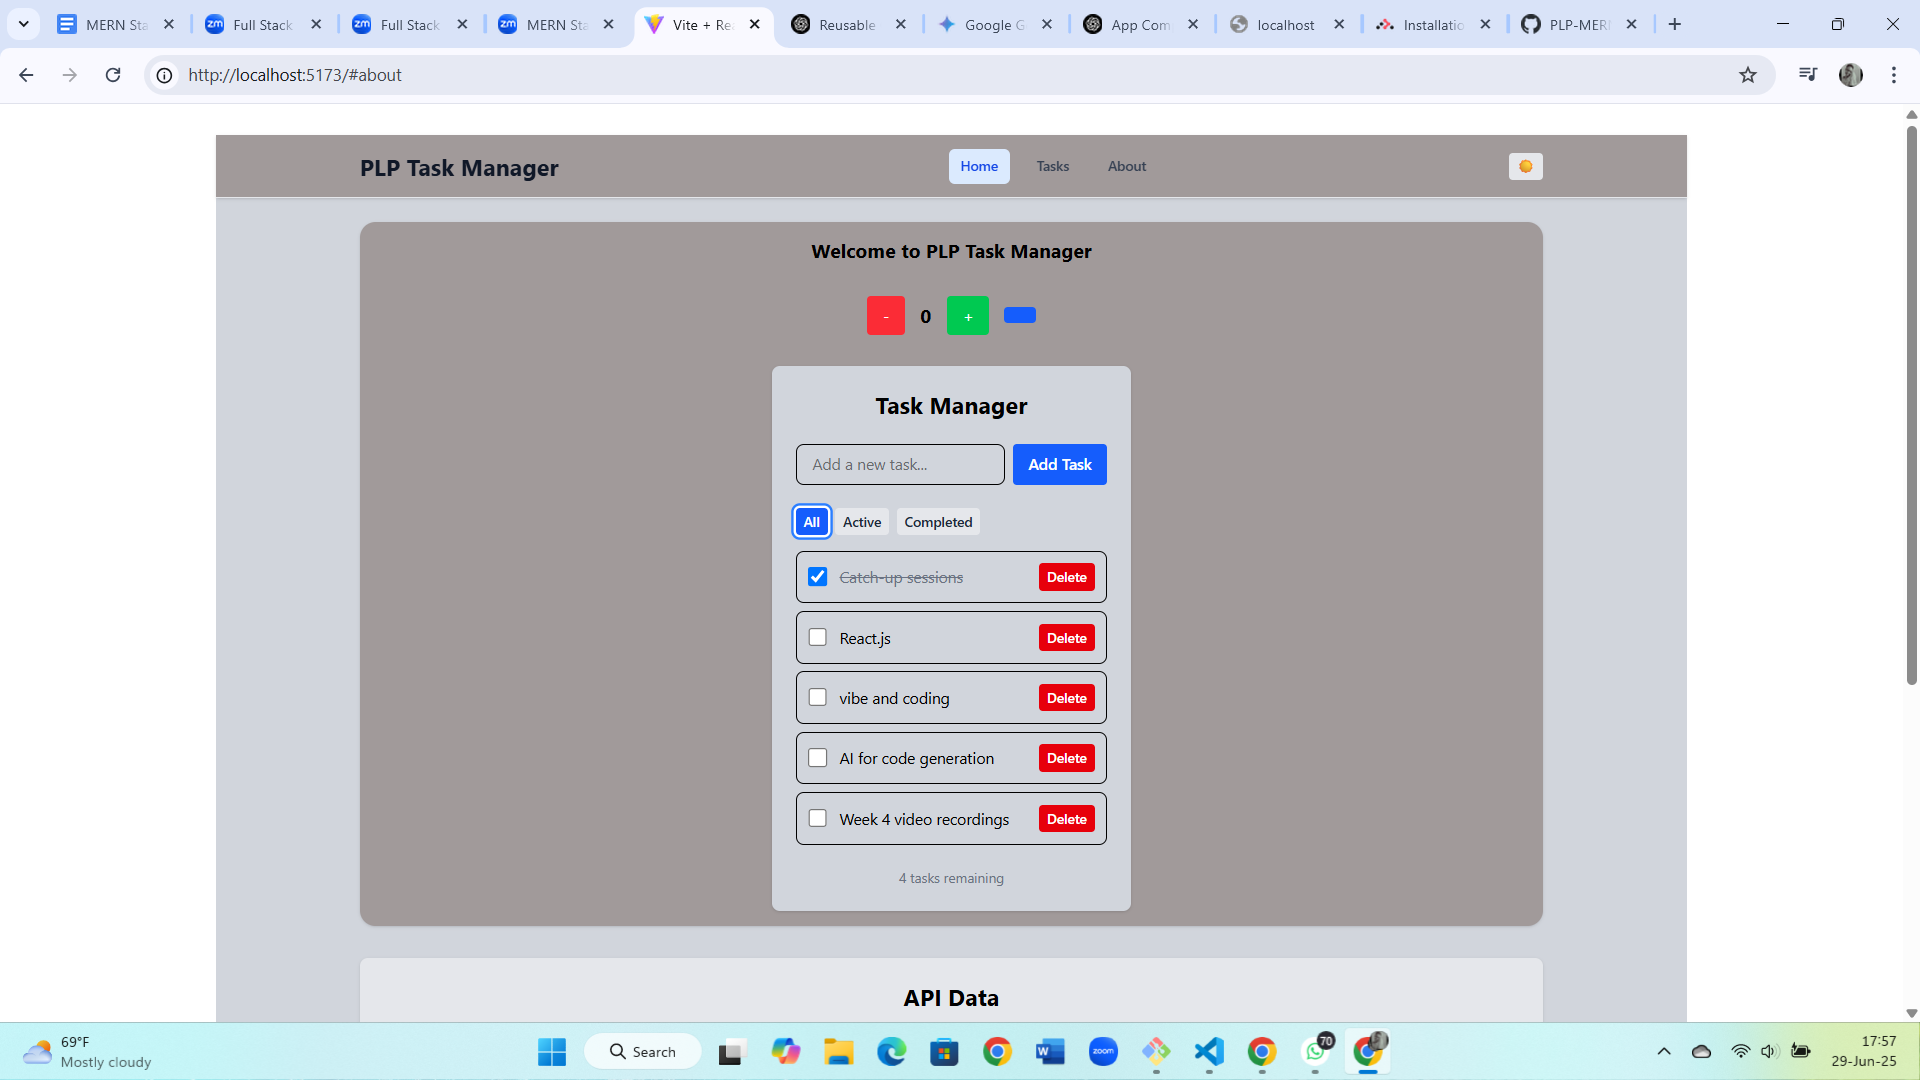 MERN Sta
Full Stack
Full Stack
MERN Sta
Vite + Rea
Reusable
Google G
App Com
localhost
Installatio
PLP-MERN
http://localhost:5173/#about
PLP Task Manager
Home
Tasks
About
Welcome to PLP Task Manager
- 0 +
Task Manager
Add a new task...
Add Task
All
Active
Completed
Catch-up sessions
Delete
React.js
Delete
vibe and coding
Delete
AI for code generation
Delete
Week 4 video recordings
Delete
4 tasks remaining
API Data
69°F
Mostly cloudy
Search
zoom
70
17:57
29-Jun-25